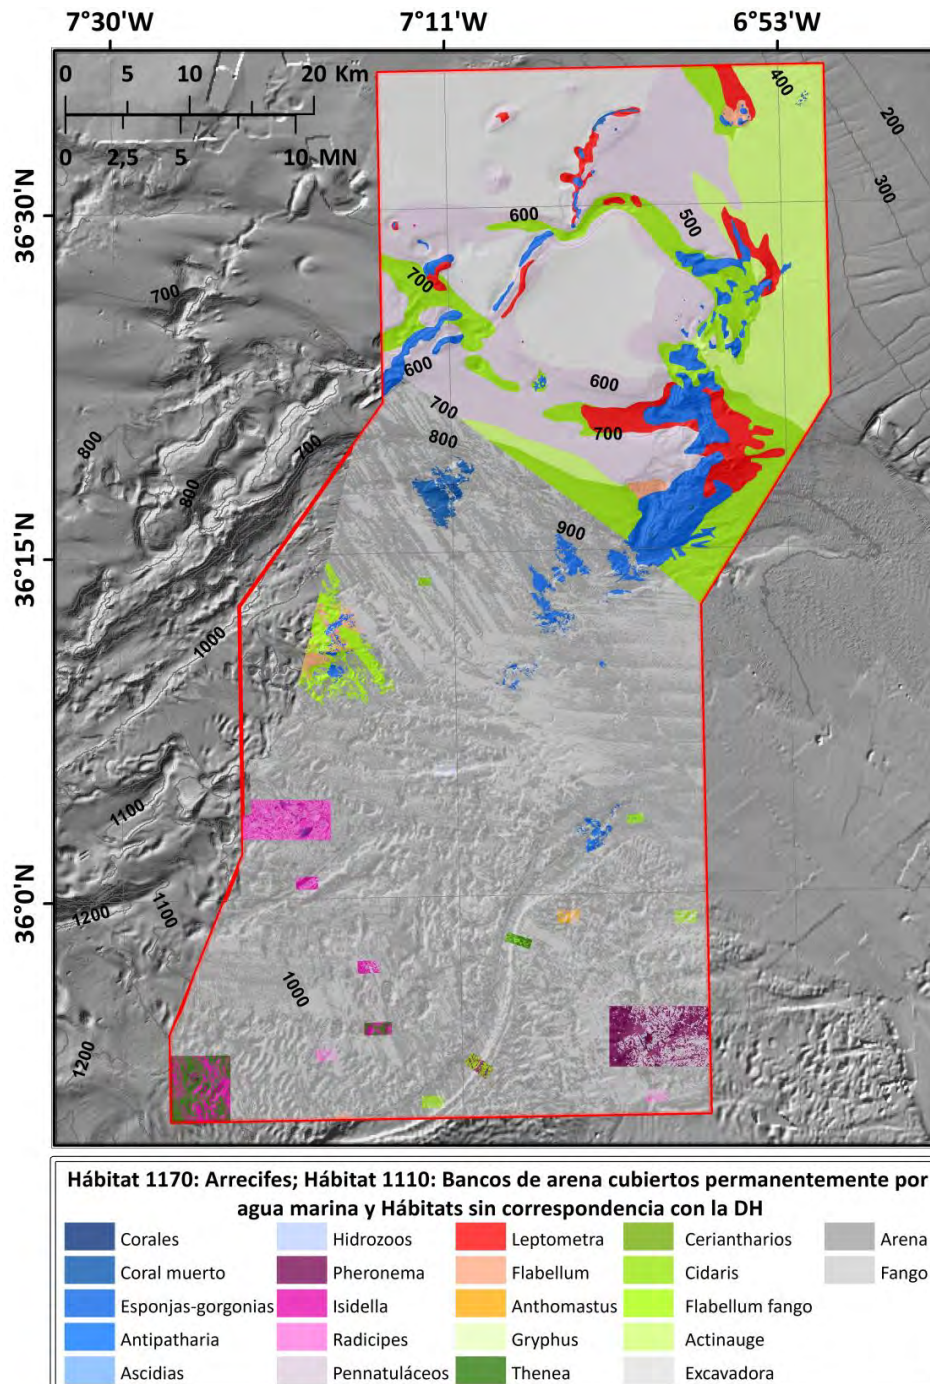 7°30'W 7°11'W 6°53'W
0 5 10 20 Km
0 2,5 5 10 MN
400
200
300
36°30'N
600
500
700
700
600
600
700
800
700
700
800
800
900
36°15'N
1000
1100
36°0'N
1200
1100
1000
1200
Hábitat 1170: Arrecifes; Hábitat 1110: Bancos de arena cubiertos permanentemente por
agua marina y Hábitats sin correspondencia con la DH
Corales Hidrozoos Leptometra Ceriantharios Arena
Coral muerto Pheronema Flabellum Cidaris Fango
Esponjas-gorgonias Isidella Anthomastus Flabellum fango
Antipatharia Radicipes Gryphus Actinauge
Ascidias Pennatuláceos Thenea Excavadora